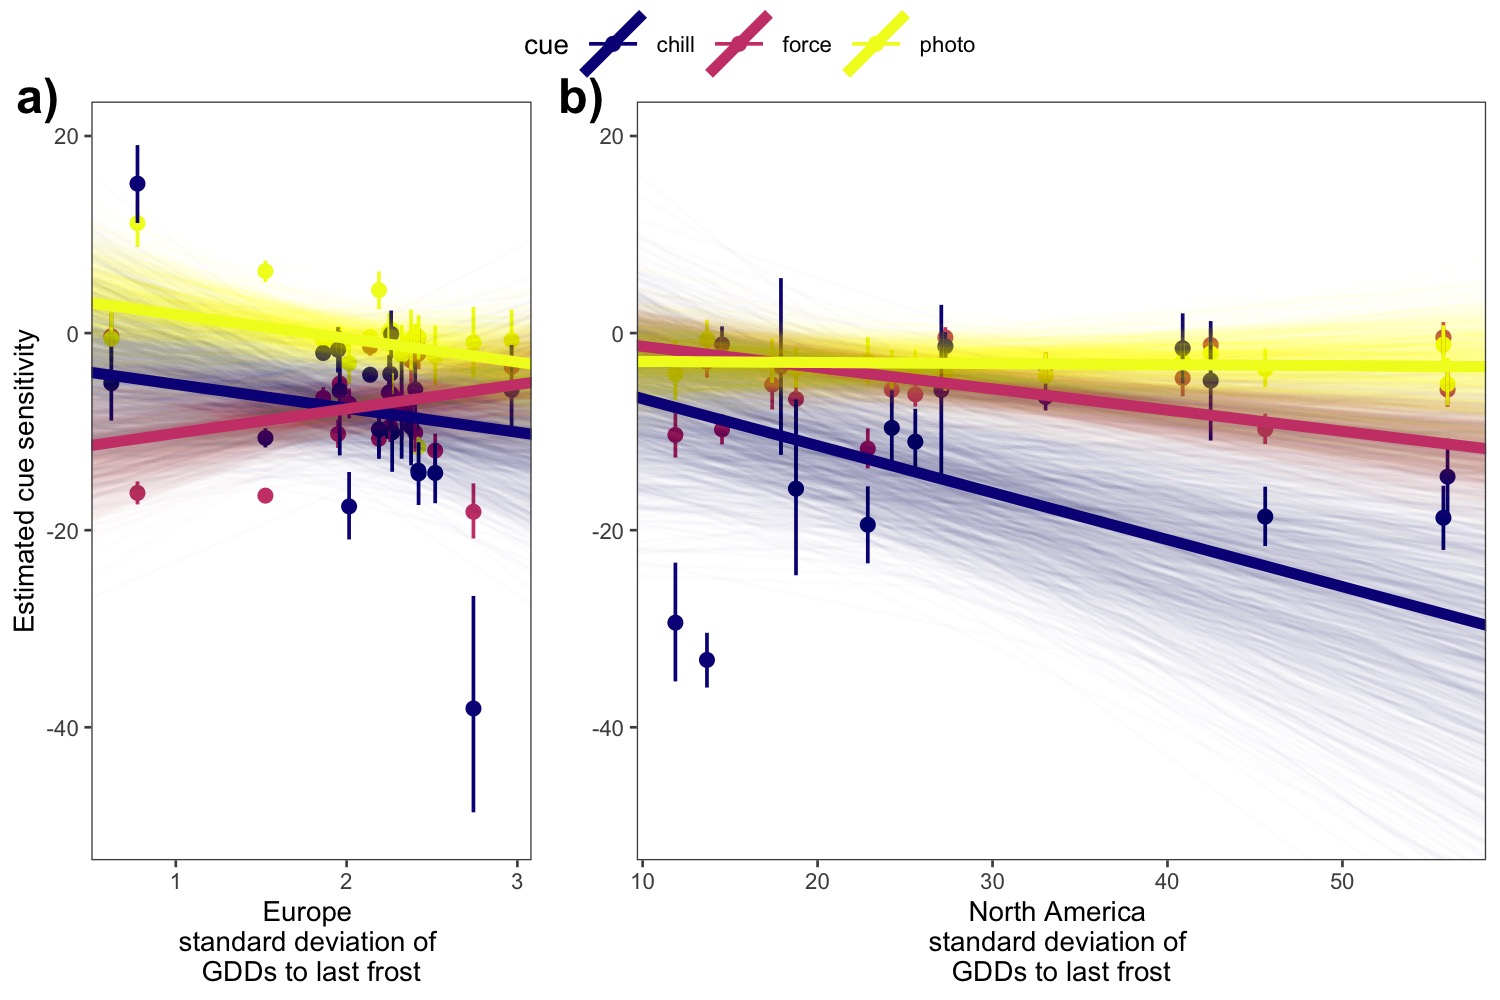 cue chill force photo
a)
b)
Estimated cue sensitivity
20
0
-20
-40
1 2 3
Europe
standard deviation of
GDDs to last frost
20
0
-20
-40
10 20 30 40 50
North America
standard deviation of
GDDs to last frost